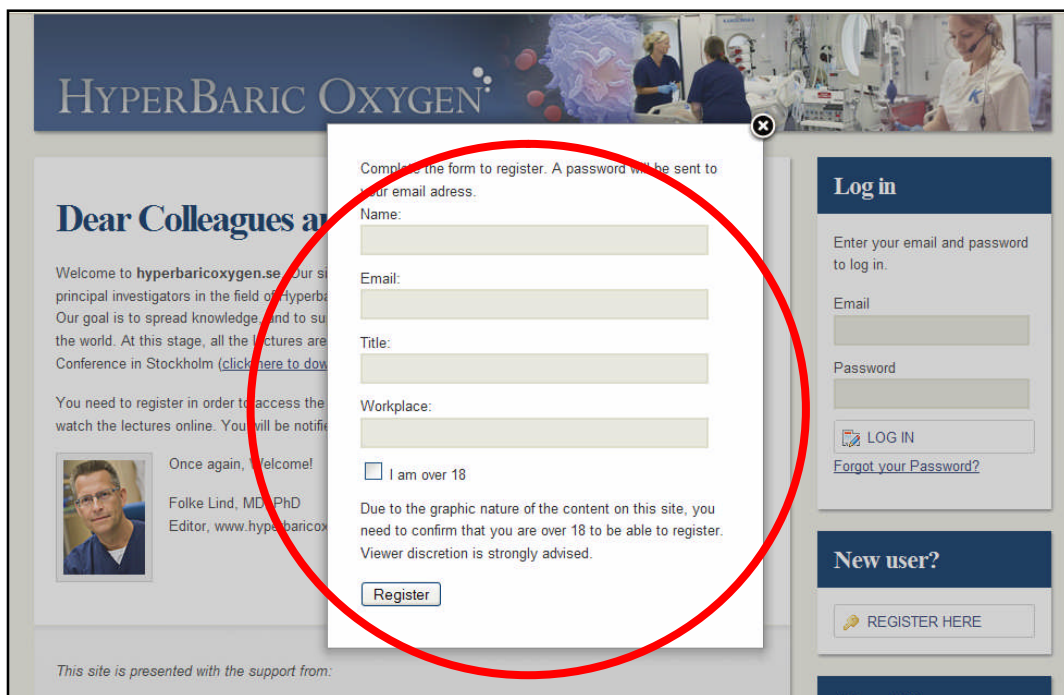 HYPERBARIC OXYGEN
Dear Colleagues a
Welcome to hyperbaricoxygen.se. Our si
principal investigators in the field of Hyperba
Our goal is to spread knowledge, and to su
the world. At this stage, all the lectures are
Conference in Stockholm (click here to dow
You need to register in order to access the
watch the lectures online. You will be notifie
Once again, Welcome!
Folke Lind, MD, PhD
Editor, www.hyperbaricox
This site is presented with the support from:
Complete the form to register. A password will be sent to
your email adress.
Name:
Email:
Title:
Workplace:
I am over 18
Due to the graphic nature of the content on this site, you
need to confirm that you are over 18 to be able to register.
Viewer discretion is strongly advised.
Register
Log in
Enter your email and password
to log in.
Email
Password
LOG IN
Forgot your Password?
New user?
REGISTER HERE